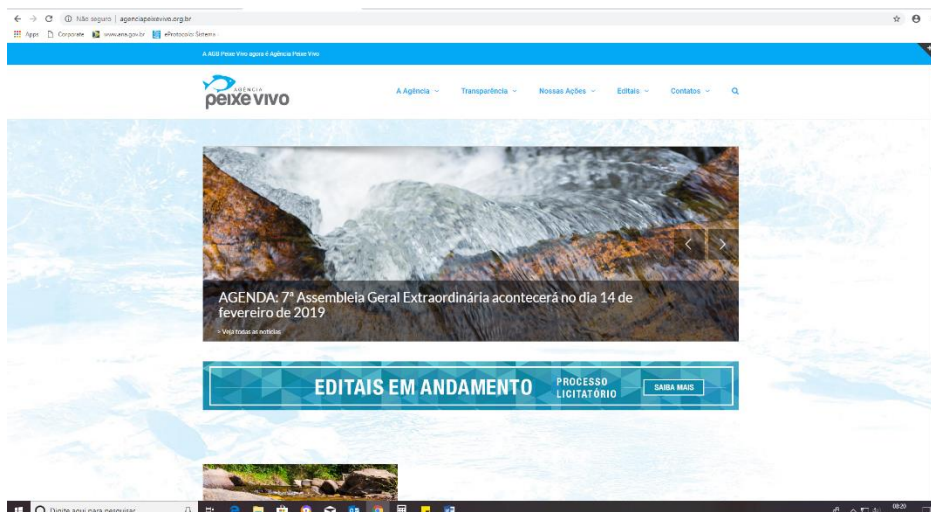 Não seguro | agenciapeixevivo.org.br
Apps Corporate www.ana.gov.br eProtocolo Sistema
A AGB Peixe Vivo agora é Agência Peixe Vivo
AGÊNCIA
peixe vivo
A Agência Transparência Nossas Ações Editais Contatos
AGENDA: 7ª Assembleia Geral Extraordinária acontecerá no dia 14 de
fevereiro de 2019
> Veja todas as notícias
EDITAIS EM ANDAMENTO
PROCESSO
LICITATÓRIO
SAIBA MAIS
Digite aqui para pesquisar
08:20